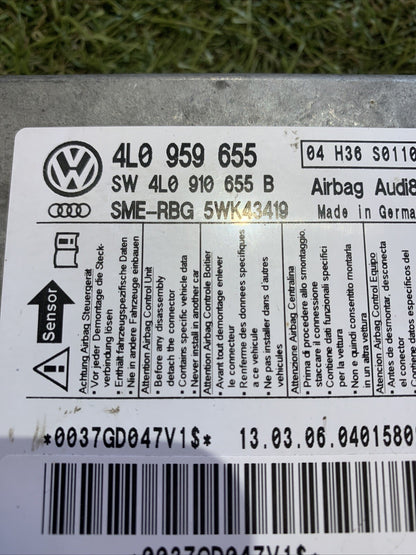 4L0 959 655
SW 4L0 910 655 B
SME-RBG 5WK43419
04 H36 S0110
Airbag Audi8
Made in Germa
Sensor
Achtung Airbag Steuergerät
• Vor jeder Demontage die Steck-
verbindung lösen
• Enthält fahrzeugspezifische Daten
• Nie in andere Fahrzeuge einbauen
Attention Airbag Control Unit
• Before any disassembly
detach the connector
• Contains specific vehicle data
• Never install in another car
Attention Airbag Controle Boitier
• Avant tout demontage enlever
le connecteur
• Renferme des données specifiques
a ce vehicule
• Ne pas installer dans d'autres
vehicules
Attenzione Airbag Centralina
• Prima di procedere allo smontaggio,
staccare il connessione
• Contiene dati funzionali specifici
per la vettura
• Non e quindi consentito montarla
in un altra vettura
Atención Airbag Control Equipo
• Antes de desmontar, desconecta
el conector
• Contiene datos específicos del
*0037GD047V1$*
13.03.06.0401580
*0037GD047V1$*